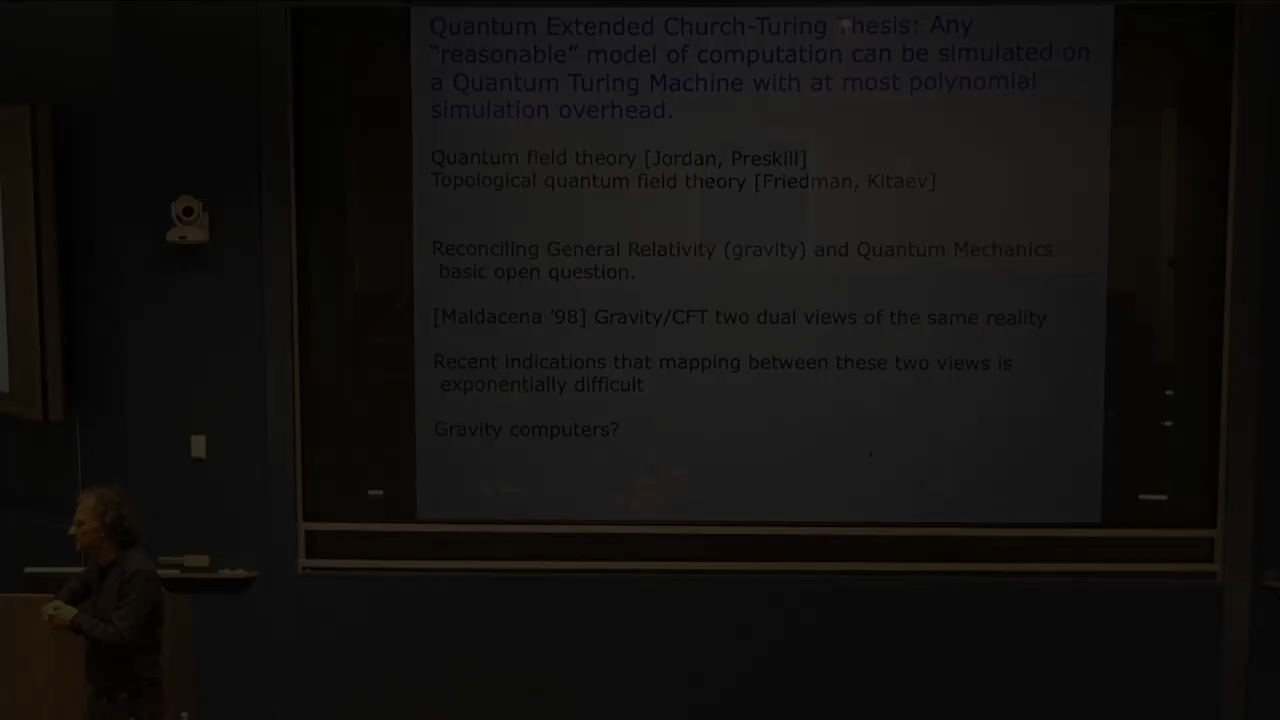 Quantum Extended Church-Turing Thesis: Any
“reasonable” model of computation can be simulated on
a Quantum Turing Machine with at most polynomial
simulation overhead.
Quantum field theory [Jordan, Preskill]
Topological quantum field theory [Friedman, Kitaev]
Reconciling General Relativity (gravity) and Quantum Mechanics
basic open question.
[Maldacena ’98] Gravity/CFT two dual views of the same reality
Recent indications that mapping between these two views is
exponentially difficult
Gravity computers?